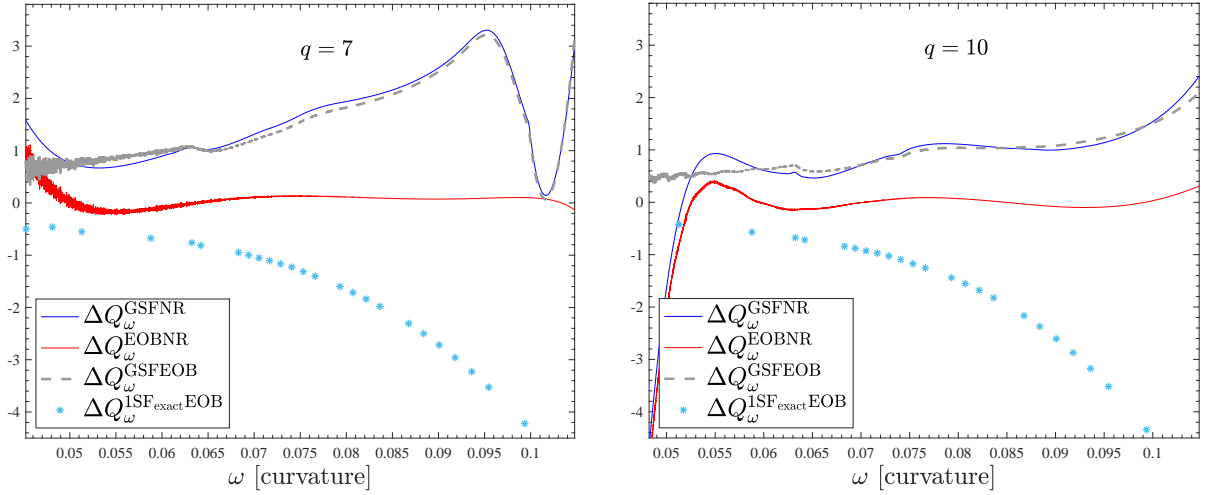 q = 7
3
2
1
0
-1
-2
-3
-4
ΔQ_ω^GSFNR
ΔQ_ω^EOBNR
ΔQ_ω^GSFEOB
ΔQ_ω^1SF_exactEOB
0.05 0.055 0.06 0.065 0.07 0.075 0.08 0.085 0.09 0.095 0.1
ω [curvature]
q = 10
3
2
1
0
-1
-2
-3
-4
ΔQ_ω^GSFNR
ΔQ_ω^EOBNR
ΔQ_ω^GSFEOB
ΔQ_ω^1SF_exactEOB
0.05 0.055 0.06 0.065 0.07 0.075 0.08 0.085 0.09 0.095 0.1
ω [curvature]